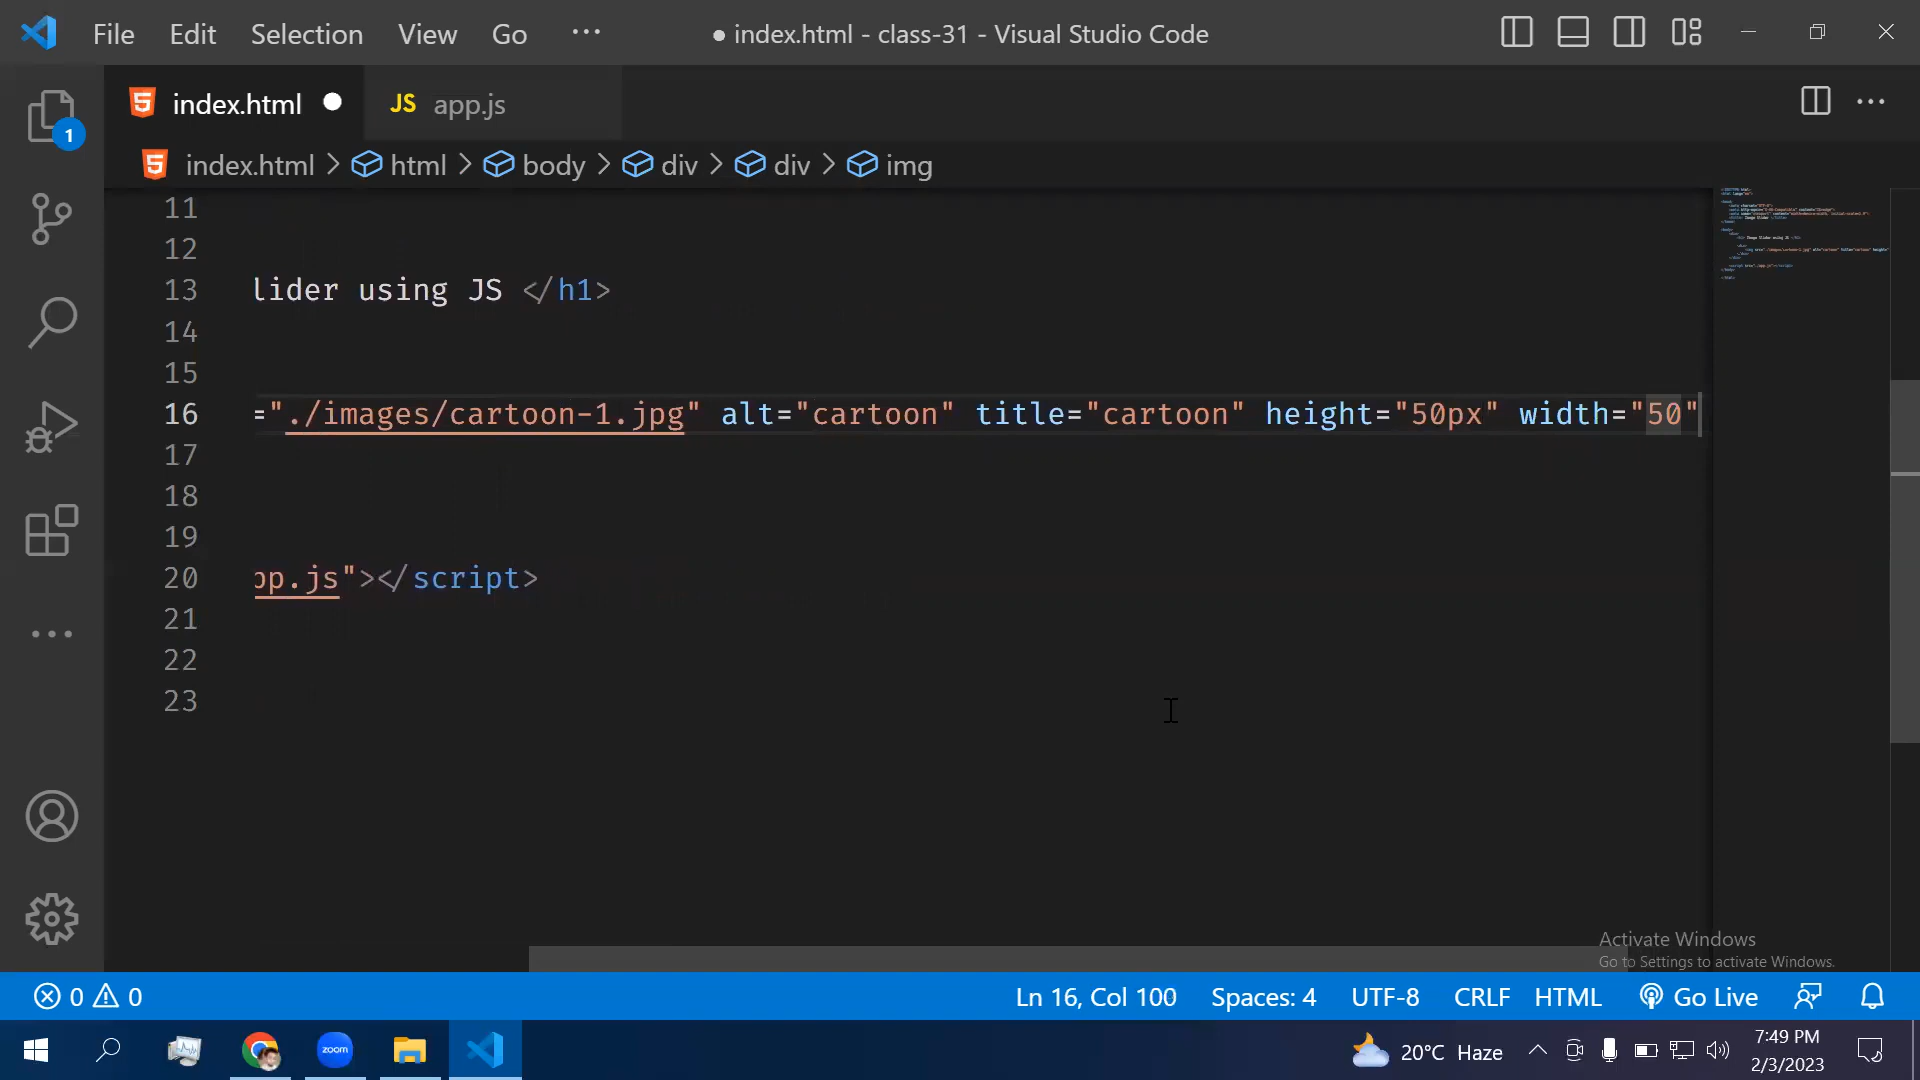 File Edit Selection View Go ··· ● index.html - class-31 - Visual Studio Code
index.html ● JS app.js
index.html > html > body > div > div > img
1
11
12
13 lider using JS </h1>
14
15
16 ="./images/cartoon-1.jpg" alt="cartoon" title="cartoon" height="50px" width="50"
17
18
19
20 pp.js"></script>
21
22
23
Activate Windows
Go to Settings to activate Windows.
0 0 Ln 16, Col 100 Spaces: 4 UTF-8 CRLF HTML Go Live
zoom 20°C Haze 7:49 PM
2/3/2023